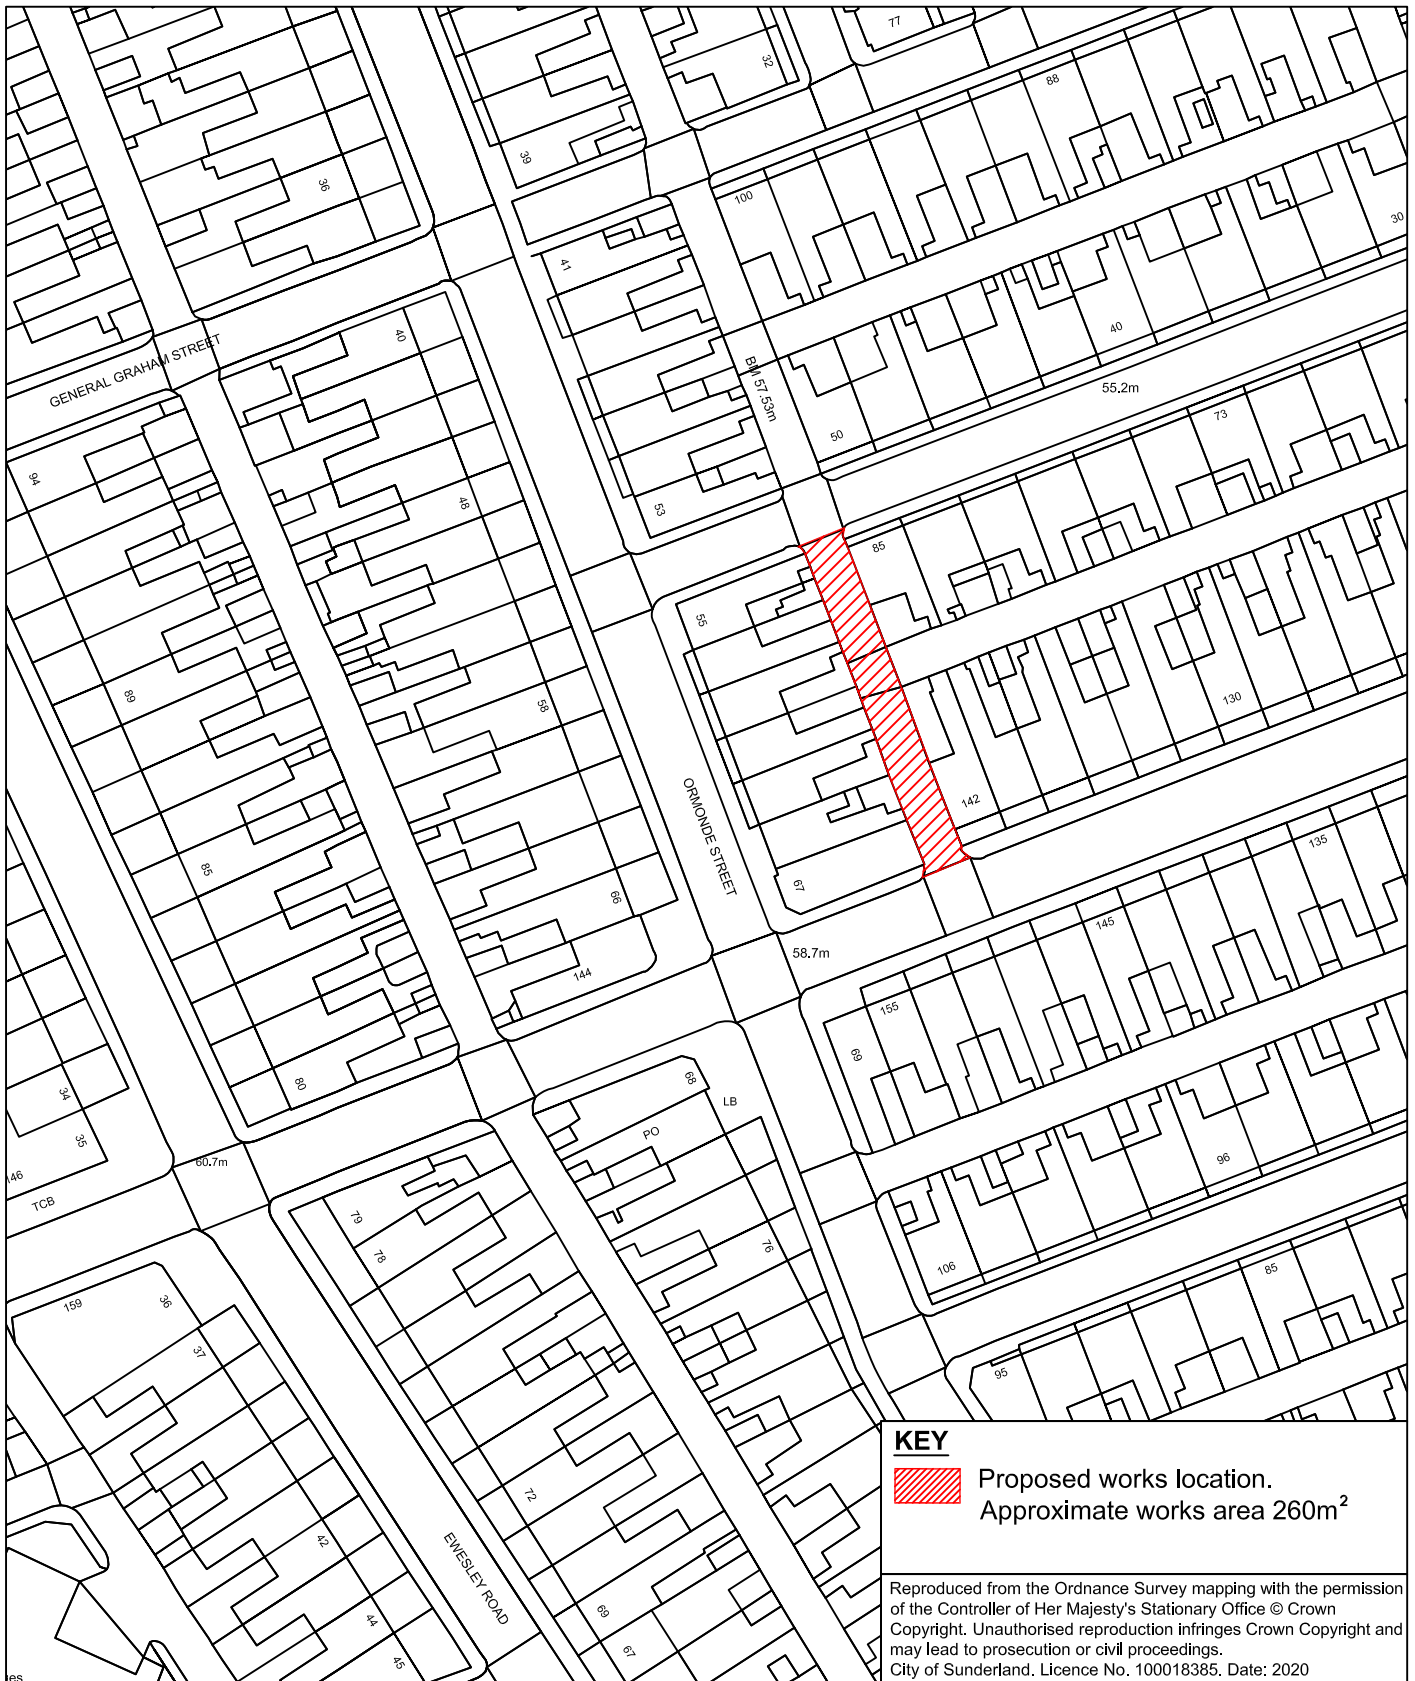 77
32
88
39
36
100
30
41
40
40
GENERAL GRAHAM STREET
BM 57.53m
55.2m
73
50
94
48
53
85
55
89
58
130
ORMONDE STREET
142
135
85
67
66
145
58.7m
144
155
69
80
34
68
LB
35
PO
60.7m
96
146
TCB
79
78
76
106
85
159
36
37
95
KEY
Proposed works location.
Approximate works area 260m²
72
42
EWESLEY ROAD
69
44
67
45
Reproduced from the Ordnance Survey mapping with the permission
of the Controller of Her Majesty's Stationary Office © Crown
Copyright. Unauthorised reproduction infringes Crown Copyright and
may lead to prosecution or civil proceedings.
City of Sunderland. Licence No. 100018385. Date: 2020